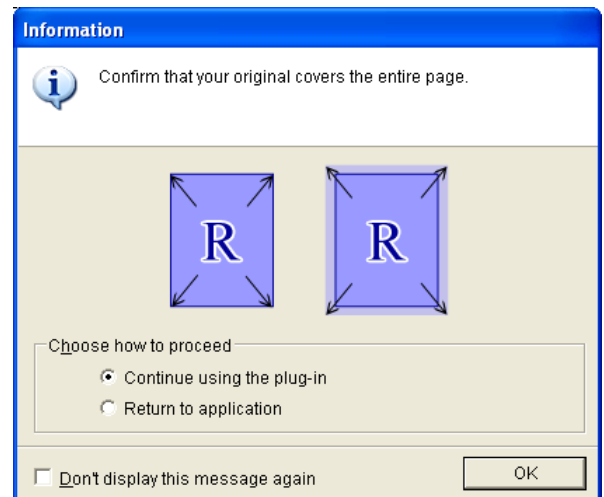 Information
Confirm that your original covers the entire page.
R R
Choose how to proceed
Continue using the plug-in
Return to application
Don't display this message again
OK